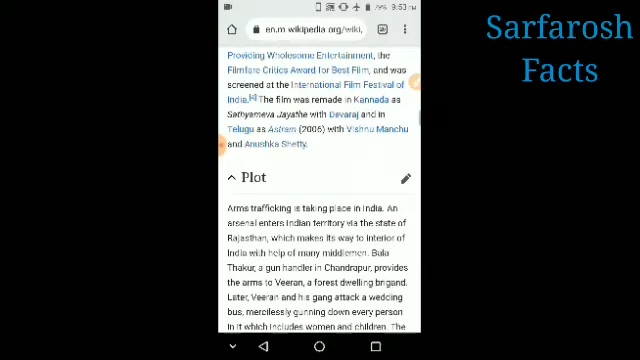 79% 9:53 PM
en.m.wikipedia.org/wiki,
Sarfarosh
Facts
Providing Wholesome Entertainment, the
Filmfare Critics Award for Best Film, and was
screened at the International Film Festival of
India.[4] The film was remade in Kannada as
Sathyameva Jayathe with Devaraj and in
Telugu as Astram (2006) with Vishnu Manchu
and Anushka Shetty.
Plot
Arms trafficking is taking place in India. An
arsenal enters Indian territory via the state of
Rajasthan, which makes its way to interior of
India with help of many middlemen. Bala
Thakur, a gun handler in Chandrapur, provides
the arms to Veeran, a forest dwelling brigand.
Later, Veeran and his gang attack a wedding
bus, mercilessly gunning down every person
in it which includes women and children. The